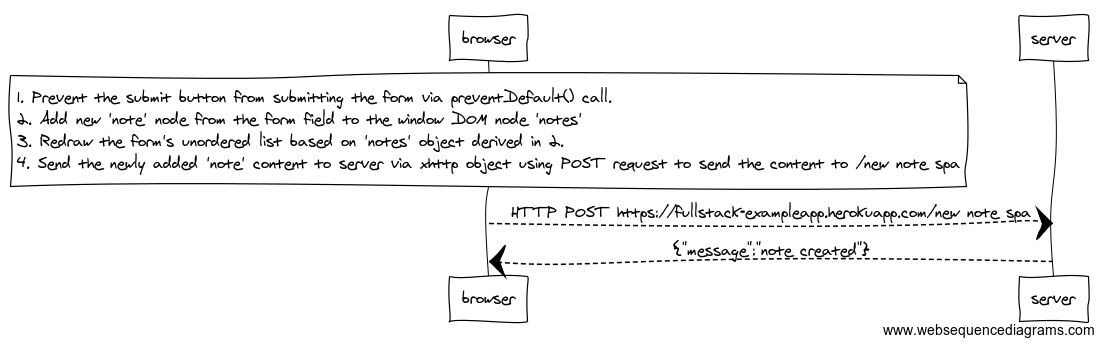 browser
server
1. Prevent the submit button from submitting the form via preventDefault() call.
2. Add new 'note' node from the form field to the window DOM node 'notes'
3. Redraw the form's unordered list based on 'notes' object derived in 2.
4. Send the newly added 'note' content to server via xhttp object using POST request to send the content to /new note spa
HTTP POST https://fullstack-exampleapp.herokuapp.com/new note spa
{"message":"note created"}
browser
server
www.websequencediagrams.com